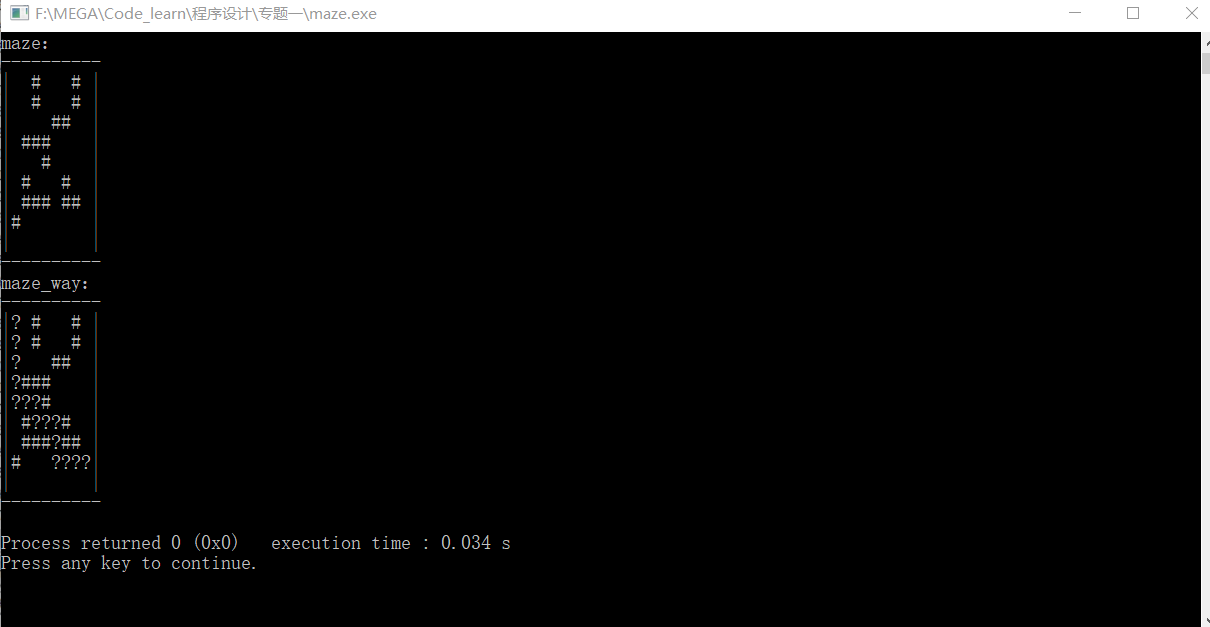 F:\MEGA\Code_learn\程序设计\专题一\maze.exe
maze:
----------
|  #   # |
|  #   # |
|    ##  |
| ###    |
|   #    |
| #   #  |
| ### ## |
|#       |
|        |
----------
maze_way:
----------
|? #   # |
|? #   # |
|?   ##  |
|?###    |
|???#    |
| #???#  |
| ###?## |
|#   ????|
|        |
----------
Process returned 0 (0x0)   execution time : 0.034 s
Press any key to continue.